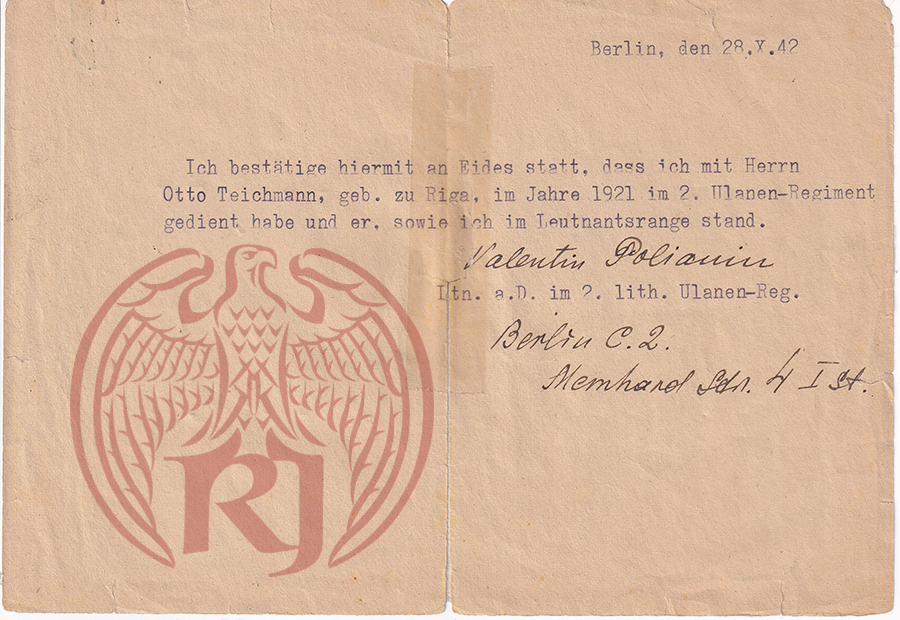 Berlin, den 28.X.42
Ich bestätige hiermit an Eides statt, dass ich mit Herrn
Otto Teichmann, geb. zu Riga, im Jahre 1921 im 2. Ulanen-Regiment
gedient habe und er, sowie ich im Leutnantsrange stand.
Valentin Polianin
Ltn. a.D. im 2. lith. Ulanen-Reg.
Berlin C.2.
Memhard Str. 4 I St.
RJ